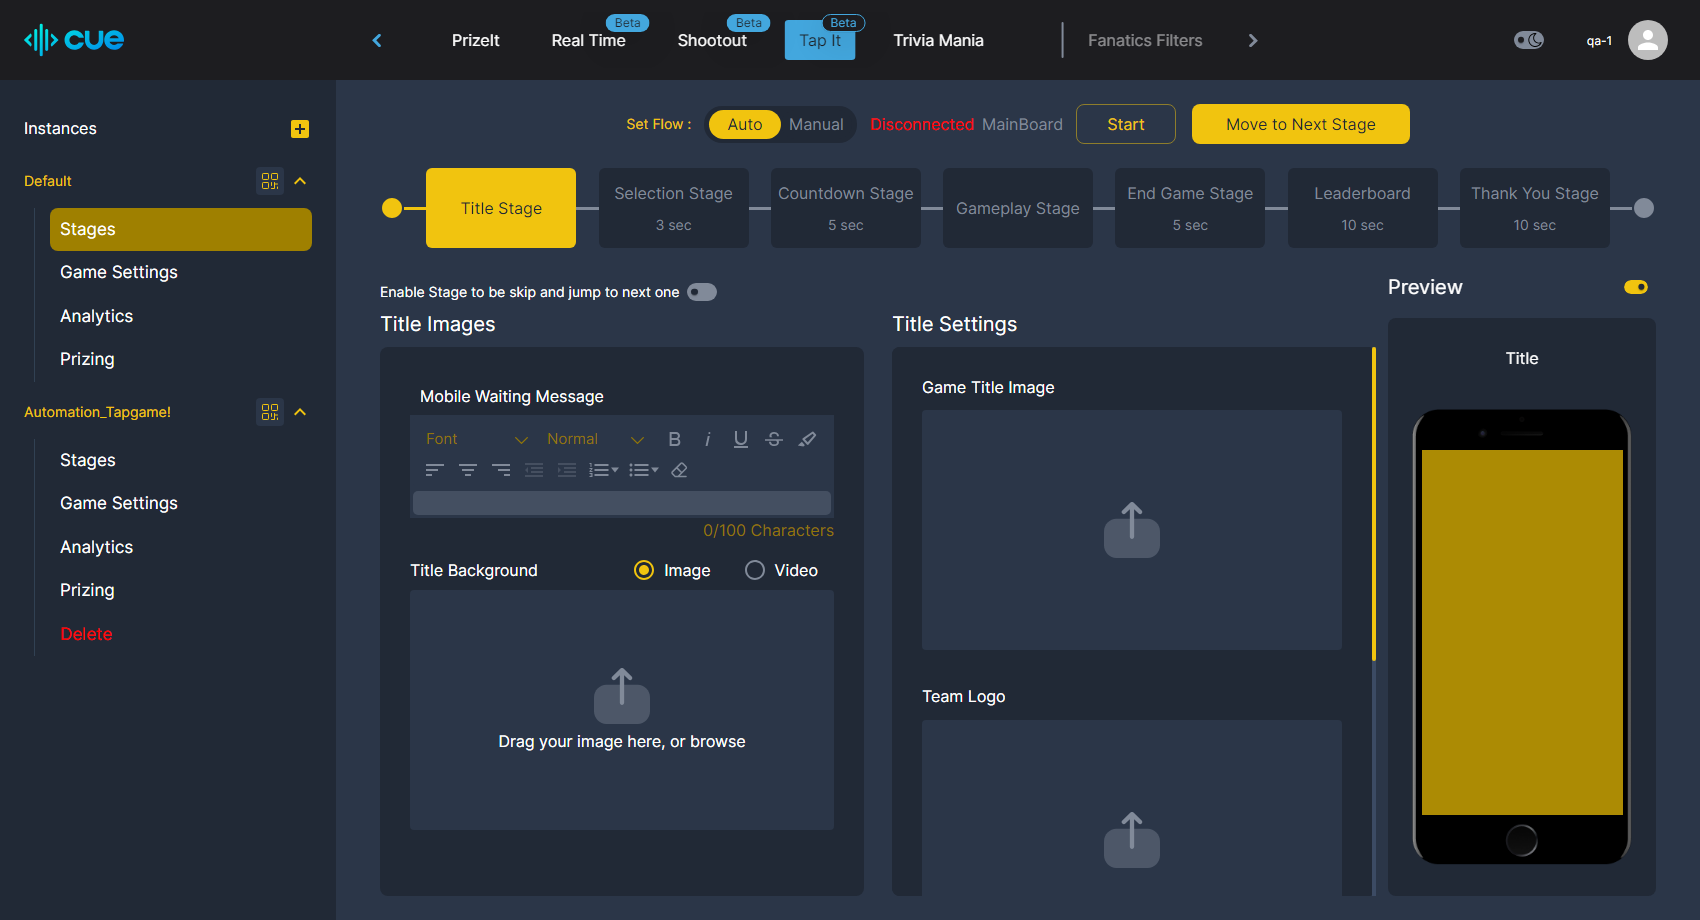 cue
PrizeIt
Real Time
Beta
Shootout
Beta
Tap It
Beta
Trivia Mania
Fanatics Filters
qa-1
Instances
Default
Stages
Game Settings
Analytics
Prizing
Automation_Tapgame!
Stages
Game Settings
Analytics
Prizing
Delete
Set Flow :
Auto
Manual
Disconnected MainBoard
Start
Move to Next Stage
Title Stage
Selection Stage
3 sec
Countdown Stage
5 sec
Gameplay Stage
End Game Stage
5 sec
Leaderboard
10 sec
Thank You Stage
10 sec
Enable Stage to be skip and jump to next one
Title Images
Mobile Waiting Message
Font
Normal
B
i
U
S
0/100 Characters
Title Background
Image
Video
Drag your image here, or browse
Title Settings
Game Title Image
Team Logo
Preview
Title